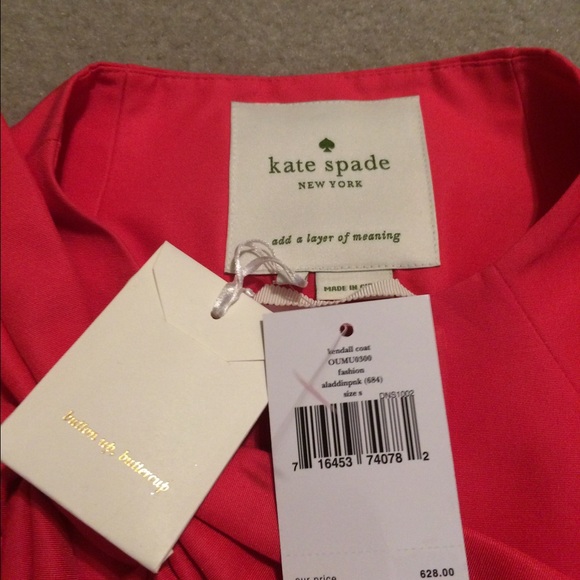 kate spade
NEW YORK
add a layer of meaning
MADE IN
button up, buttercup
kendall coat
OUMU0300
fashion
aladdinpnk (684)
size s
DNS1002
7 16453 74078 2
our price 628.00